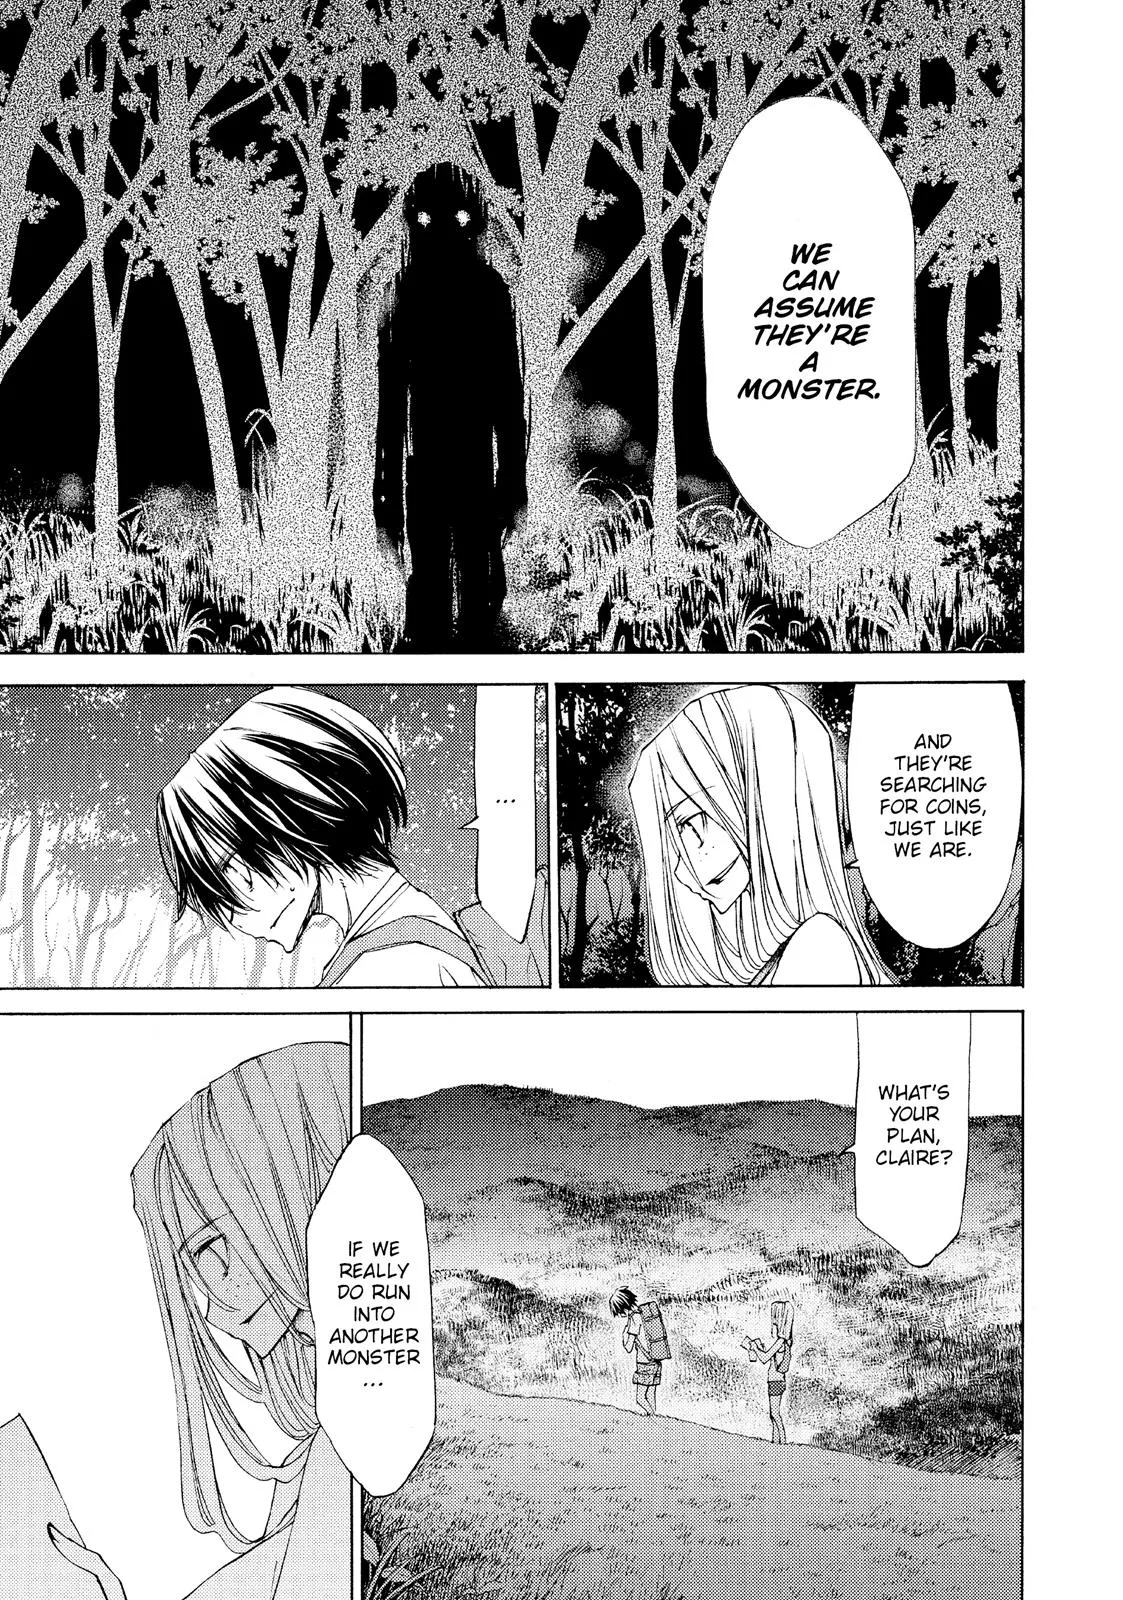 WE
CAN
ASSUME
THEY'RE
A
MONSTER.
AND
THEY'RE
SEARCHING
FOR COINS,
JUST LIKE
WE ARE.
...
WHAT'S
YOUR
PLAN,
CLAIRE?
IF WE
REALLY
DO RUN
INTO
ANOTHER
MONSTER
...